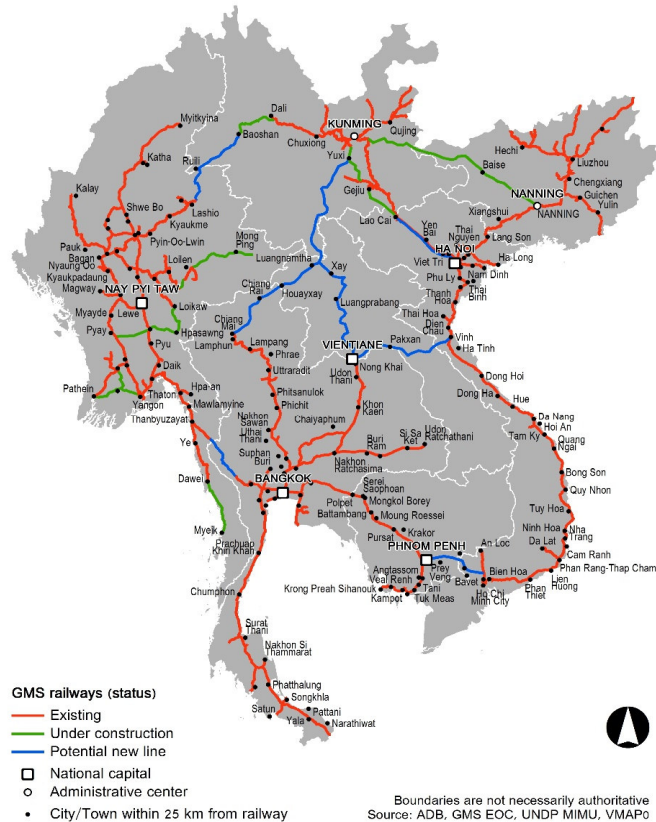 Dali
Myitkyina
KUNMING
Qujing
Baoshan
Chuxiong
Hechi
Liuzhou
Katha
Yuxi
Baise
Ruili
Chengxiang
Kalay
Gejiu
NANNING
Guichen
Lashio
NANNING
Yulin
Shwe Bo
Lao Cai
Xiangshui
Kyaukme
Yen
Bai
Thai
Nguyen
Pyin-Oo-Lwin
Mong
Ping
Lang Son
Pauk
HA NOI
Bagan
Loilen
Luangnamtha
Viet Tri
Ha Long
Nyaung Oo
Xay
Phu Ly
Nam Dinh
Kyaukpadaung
Chiang
Rai
Houayxay
Thai
Binh
Magway
NAY PYI TAW
Luangprabang
Thanh
Hoa
Loikaw
Myayde
Lewe
Chiang
Mai
Thai Hoa
Dien
Chau
Pyay
Hpasawng
VIENTIANE
Pakxan
Vinh
Lamphun
Lampang
Ha Tinh
Pyu
Phrae
Nong Khai
Daik
Uttraradit
Udon
Thani
Dong Hoi
Pathein
Hpa-an
Phitsanulok
Thaton
Yangon
Mawlamyine
Phichit
Khon
Kaen
Dong Ha
Hue
Thanbyuzayat
Nakhon
Sawan
Chaiyaphum
Da Nang
Hoi An
Ye
Uthai
Thani
Si Sa
Ket
Udon
Ratchathani
Tam Ky
Quang
Ngai
Buri
Ram
Suphan
Buri
Nakhon
Ratchasima
Bong Son
Dawei
BANGKOK
Serei
Saophoan
Quy Nhon
Polpet
Mongkol Borey
Battambang
Moung Roessei
Tuy Hoa
Myeik
Krakor
Ninh Hoa
Nha
Trang
Prachuap
Khiri Khan
Pursat
An Loc
Da Lat
PHNOM PENH
Cam Ranh
Angtassom
Prey
Veng
Bien Hoa
Phan Rang-Thap Cham
Veal Renh
Bavet
Lien
Huong
Krong Preah Sihanouk
Tani
Ho Chi
Minh City
Phan
Thiet
Chumphon
Kampot
Tuk Meas
Surat
Thani
Nakhon Si
Thammarat
Phatthalung
Songkhla
Satun
Pattani
Yala
Narathiwat
GMS railways (status)
Existing
Under construction
Potential new line
National capital
Administrative center
City/Town within 25 km from railway
Boundaries are not necessarily authoritative
Source: ADB, GMS EOC, UNDP MIMU, VMAP0